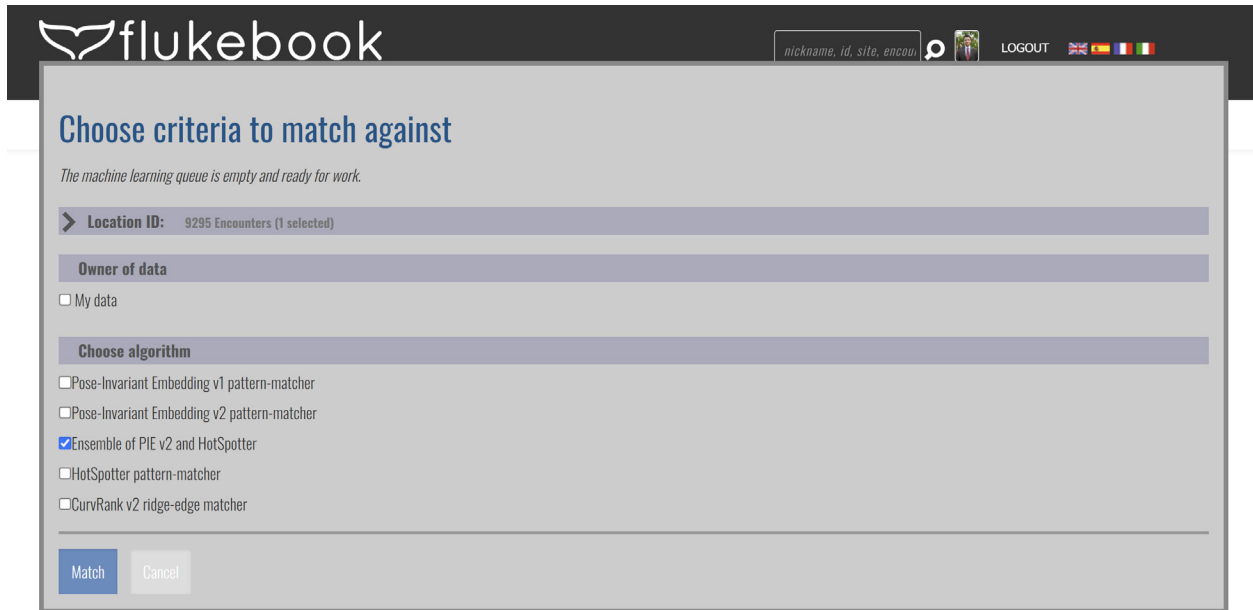 flukebook
nickname, id, site, encou
LOGOUT
Choose criteria to match against
The machine learning queue is empty and ready for work.
Location ID: 9295 Encounters (1 selected)
Owner of data
My data
Choose algorithm
Pose-Invariant Embedding v1 pattern-matcher
Pose-Invariant Embedding v2 pattern-matcher
Ensemble of PIE v2 and HotSpotter
HotSpotter pattern-matcher
CurvRank v2 ridge-edge matcher
Match Cancel